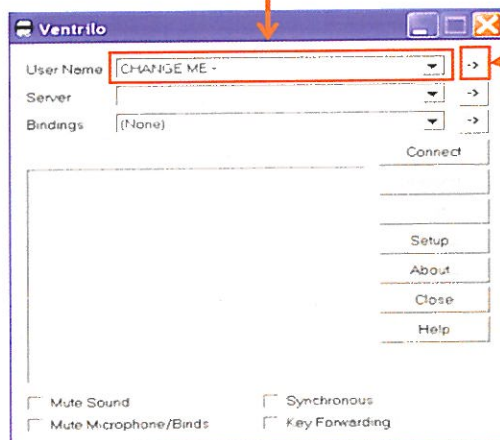 Ventrilo
User Name CHANGE ME - ->
Server ->
Bindings (None) ->
Connect
Setup
About
Close
Help
Mute Sound Synchronous
Mute Microphone/Binds Key Forwarding